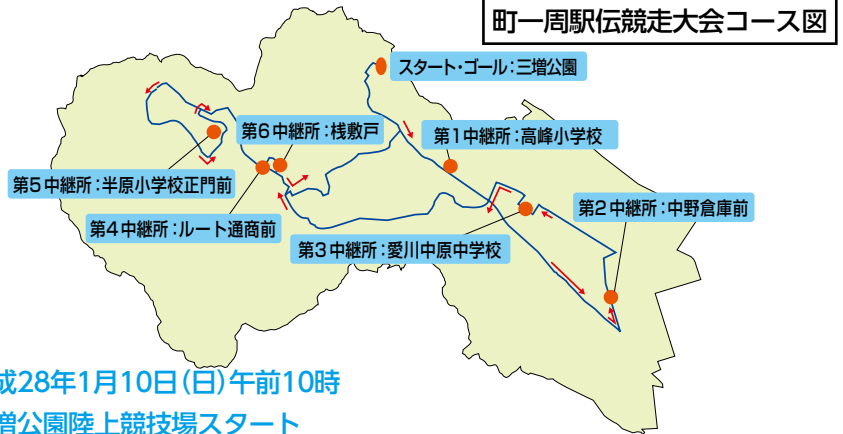 町一周駅伝競走大会コース図
スタート・ゴール：三増公園
第6中継所：桟敷戸
第1中継所：高峰小学校
第5中継所：半原小学校正門前
第2中継所：中野倉庫前
第4中継所：ルート通商前
第3中継所：愛川中原中学校
成28年1月10日（日）午前10時
増公園陸上競技場スタート